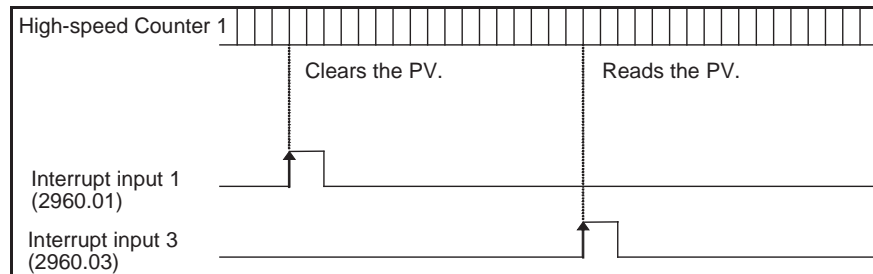 High-speed Counter 1
Clears the PV.
Reads the PV.
Interrupt input 1
(2960.01)
Interrupt input 3
(2960.03)